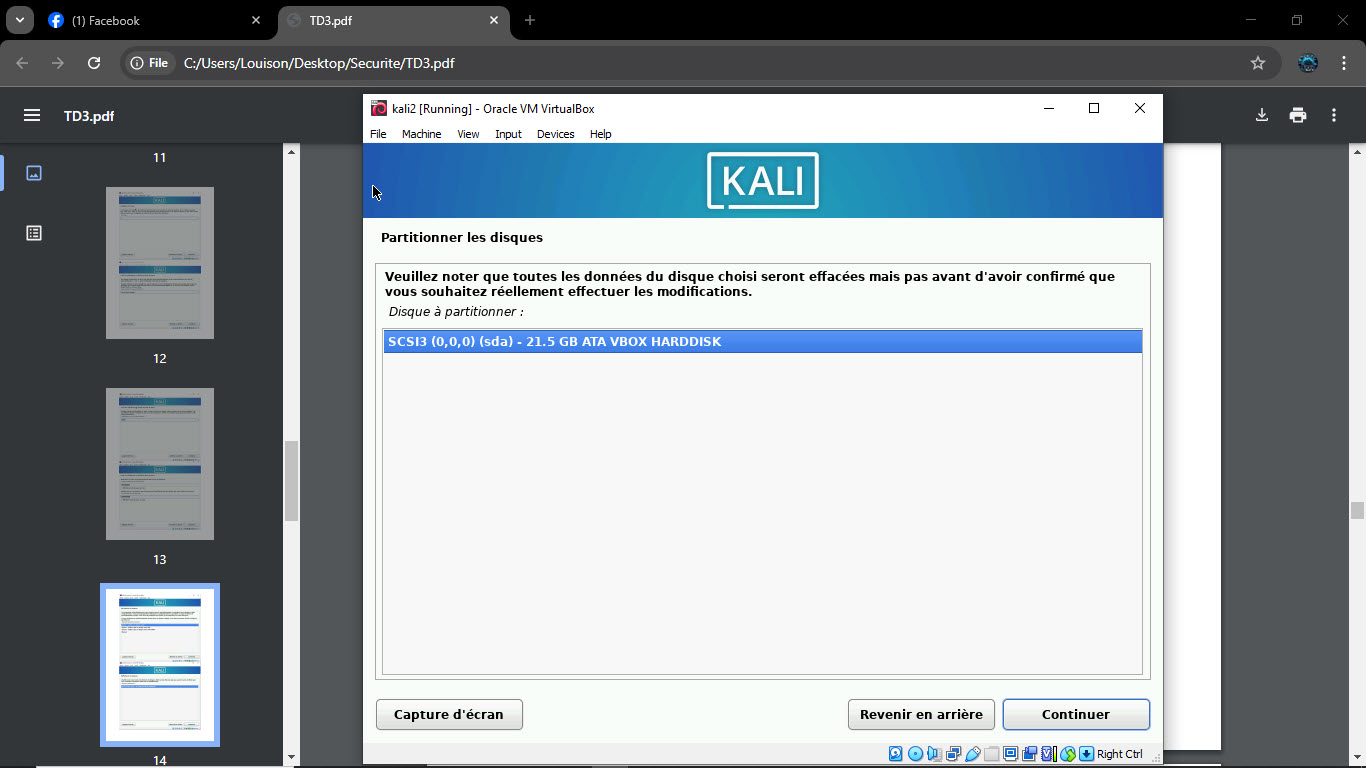 (1) Facebook
TD3.pdf
File
C:/Users/Louison/Desktop/Securite/TD3.pdf
TD3.pdf
kali2 [Running] - Oracle VM VirtualBox
File Machine View Input Devices Help
KALI
Partitionner les disques
Veuillez noter que toutes les données du disque choisi seront effacées mais pas avant d'avoir confirmé que
vous souhaitez réellement effectuer les modifications.
Disque à partitionner :
SCSI3 (0,0,0) (sda) - 21.5 GB ATA VBOX HARDDISK
Capture d'écran
Revenir en arrière
Continuer
Right Ctrl
11
12
13
14